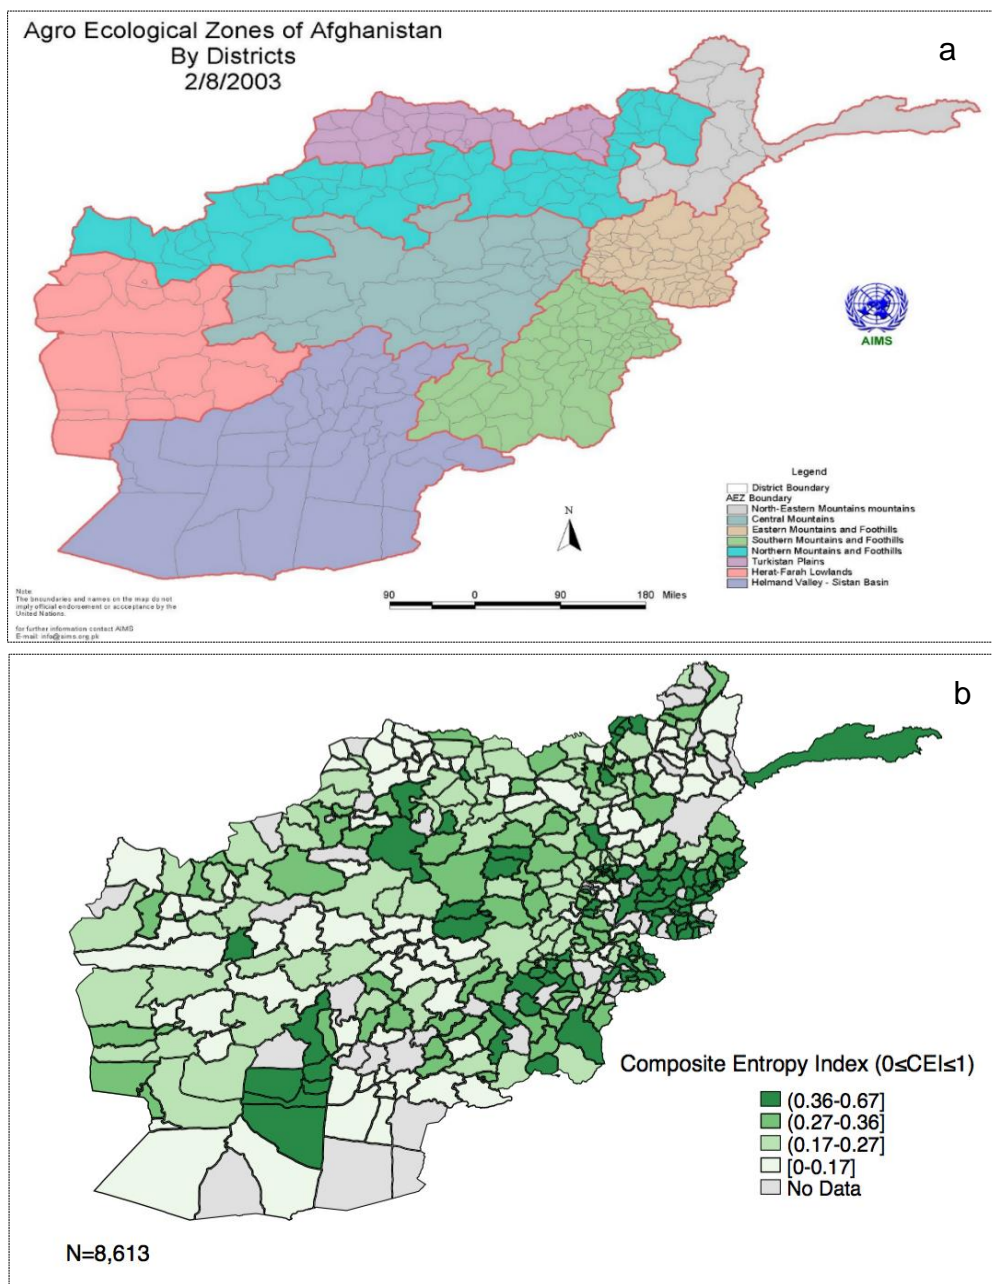 Agro Ecological Zones of Afghanistan
By Districts
2/8/2003
a
AIMS
Legend
District Boundary
AEZ Boundary
North-Eastern Mountains mountains
Central Mountains
Eastern Mountains and Foothills
Southern Mountains and Foothills
Northern Mountains and Foothills
Turkistan Plains
Herat-Farah Lowlands
Helmand Valley - Sistan Basin
N
90 0 90 180 Miles
Note
The boundaries and names on the map do not
imply official endorsement or acceptance by the
United Nations.
for further information contact AIMS
E-mail: info@aims.org.pk
b
Composite Entropy Index (0≤CEI≤1)
(0.36-0.67]
(0.27-0.36]
(0.17-0.27]
[0-0.17]
No Data
N=8,613